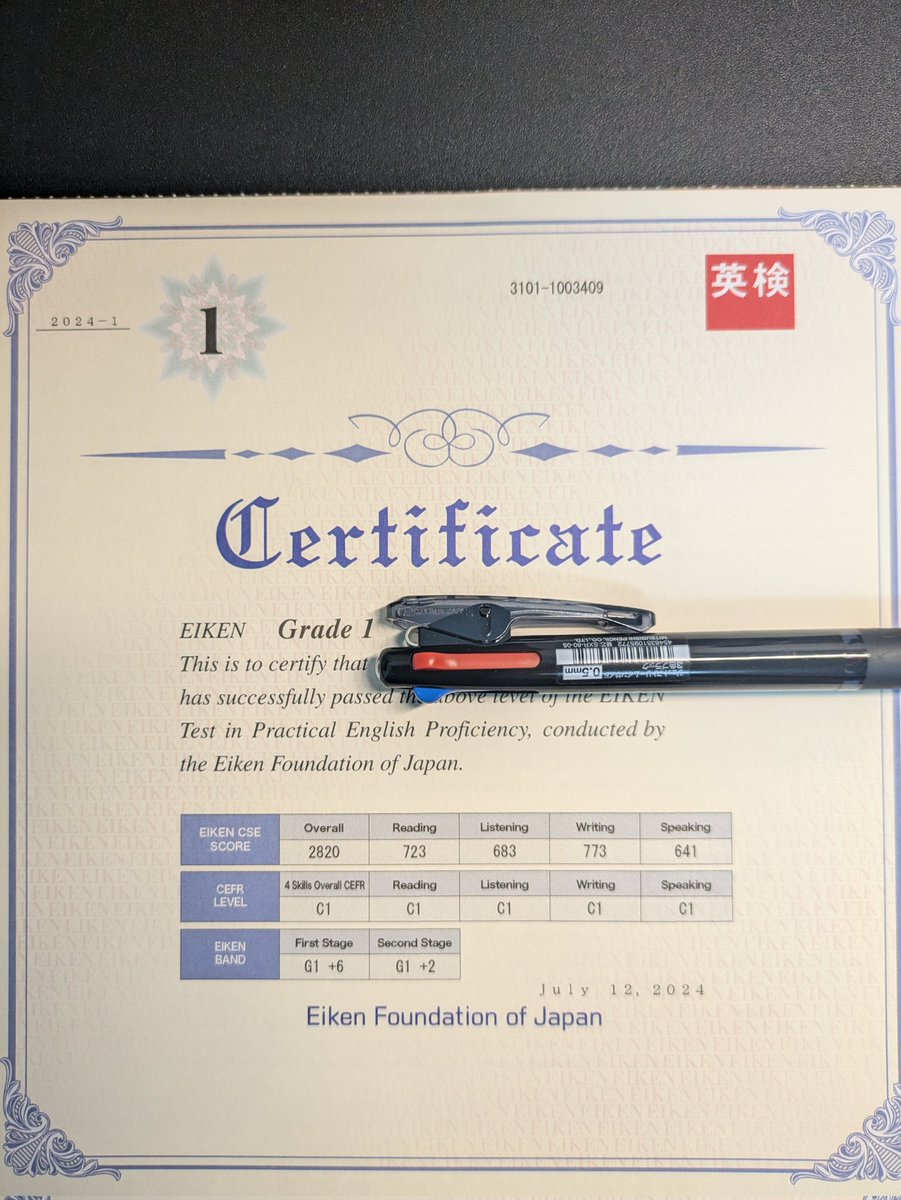 2024-1
1
3101-1003409
英検
Certificate
EIKEN Grade 1
This is to certify that
has successfully passed the above level of the EIKEN
Test in Practical English Proficiency, conducted by
the Eiken Foundation of Japan.
0.5mm
MITSUBISHI PENCIL CO.,LTD.
EIKEN CSE SCORE Overall Reading Listening Writing Speaking
2820 723 683 773 641
CEFR LEVEL 4 Skills Overall CEFR Reading Listening Writing Speaking
C1 C1 C1 C1 C1
EIKEN BAND First Stage Second Stage
G1 +6 G1 +2
July 12, 2024
Eiken Foundation of Japan